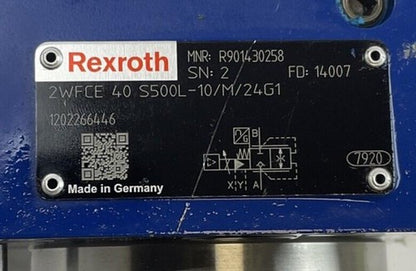 Rexroth
MNR: R901430258
SN: 2 FD: 14007
2WFCE 40 S500L-10/M/24G1
1202266446
B
X Y A
7920
Made in Germany